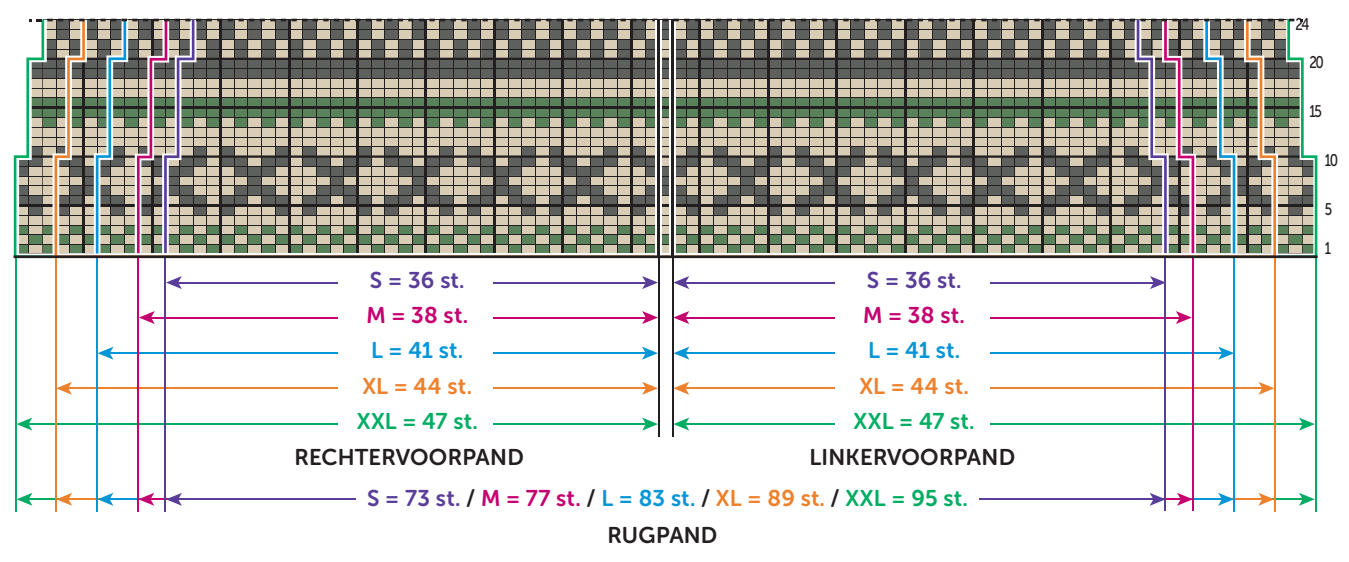 24
20
15
10
5
1
S = 36 st. S = 36 st.
M = 38 st. M = 38 st.
L = 41 st. L = 41 st.
XL = 44 st. XL = 44 st.
XXL = 47 st. XXL = 47 st.
RECHTERVOORPAND LINKERVOORPAND
S = 73 st. / M = 77 st. / L = 83 st. / XL = 89 st. / XXL = 95 st.
RUGPAND